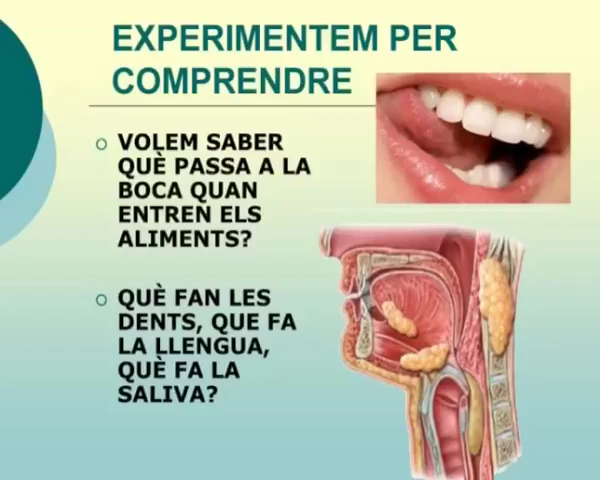 EXPERIMENTEM PER
COMPRENDRE
VOLEM SABER
QUÈ PASSA A LA
BOCA QUAN
ENTREN ELS
ALIMENTS?
QUÈ FAN LES
DENTS, QUE FA
LA LLENGUA,
QUÈ FA LA
SALIVA?